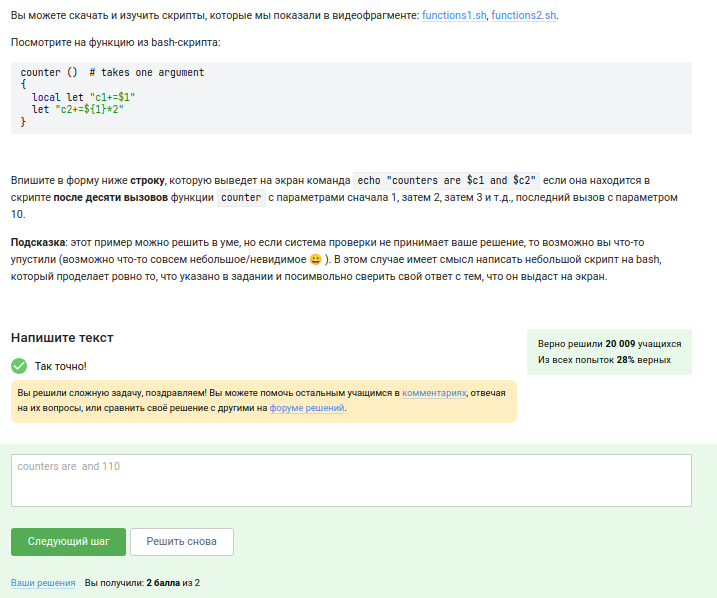 Вы можете скачать и изучить скрипты, которые мы показали в видеофрагменте: functions1.sh, functions2.sh.
Посмотрите на функцию из bash-скрипта:
counter ()  # takes one argument
{
  local let "c1+=$1"
  let "c2+=${1}*2"
}
Впишите в форму ниже строку, которую выведет на экран команда echo "counters are $c1 and $c2" если она находится в
скрипте после десяти вызовов функции counter с параметрами сначала 1, затем 2, затем 3 и т.д., последний вызов с параметром
10.
Подсказка: этот пример можно решить в уме, но если система проверки не принимает ваше решение, то возможно вы что-то
упустили (возможно что-то совсем небольшое/невидимое 😀 ). В этом случае имеет смысл написать небольшой скрипт на bash,
который проделает ровно то, что указано в задании и посимвольно сверить свой ответ с тем, что он выдаст на экран.
Напишите текст
Верно решили 20 009 учащихся
Из всех попыток 28% верных
Так точно!
Вы решили сложную задачу, поздравляем! Вы можете помочь остальным учащимся в комментариях, отвечая
на их вопросы, или сравнить своё решение с другими на форуме решений.
counters are  and 110
Следующий шаг
Решить снова
Ваши решения Вы получили: 2 балла из 2